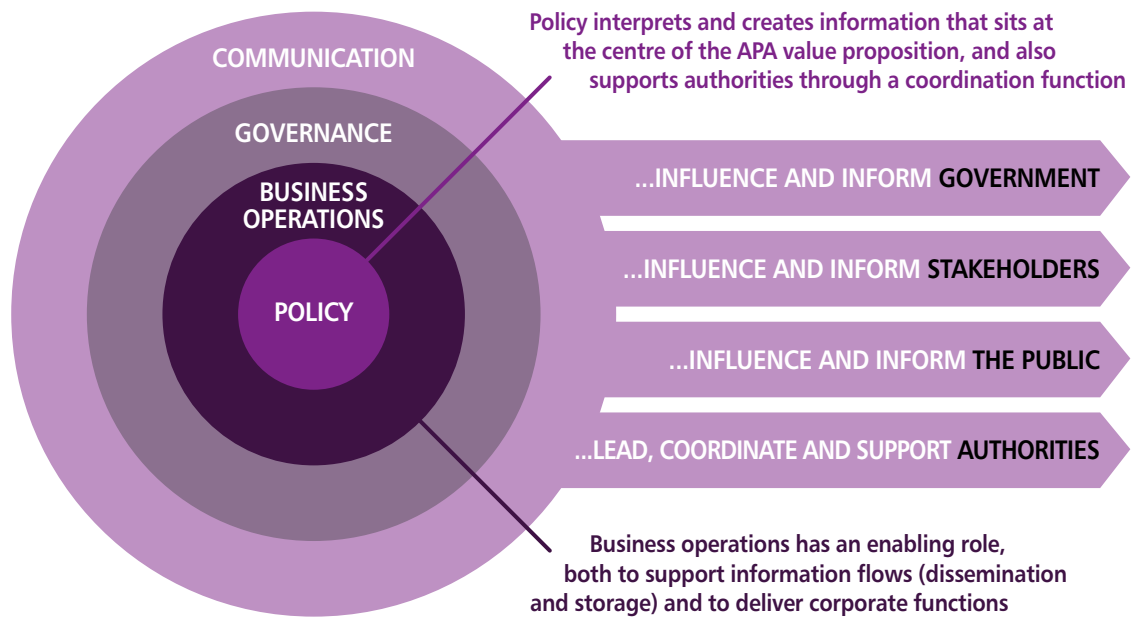 Policy interprets and creates information that sits at
the centre of the APA value proposition, and also
supports authorities through a coordination function
COMMUNICATION
GOVERNANCE
BUSINESS
OPERATIONS
POLICY
...INFLUENCE AND INFORM GOVERNMENT
...INFLUENCE AND INFORM STAKEHOLDERS
...INFLUENCE AND INFORM THE PUBLIC
...LEAD, COORDINATE AND SUPPORT AUTHORITIES
Business operations has an enabling role,
both to support information flows (dissemination
and storage) and to deliver corporate functions